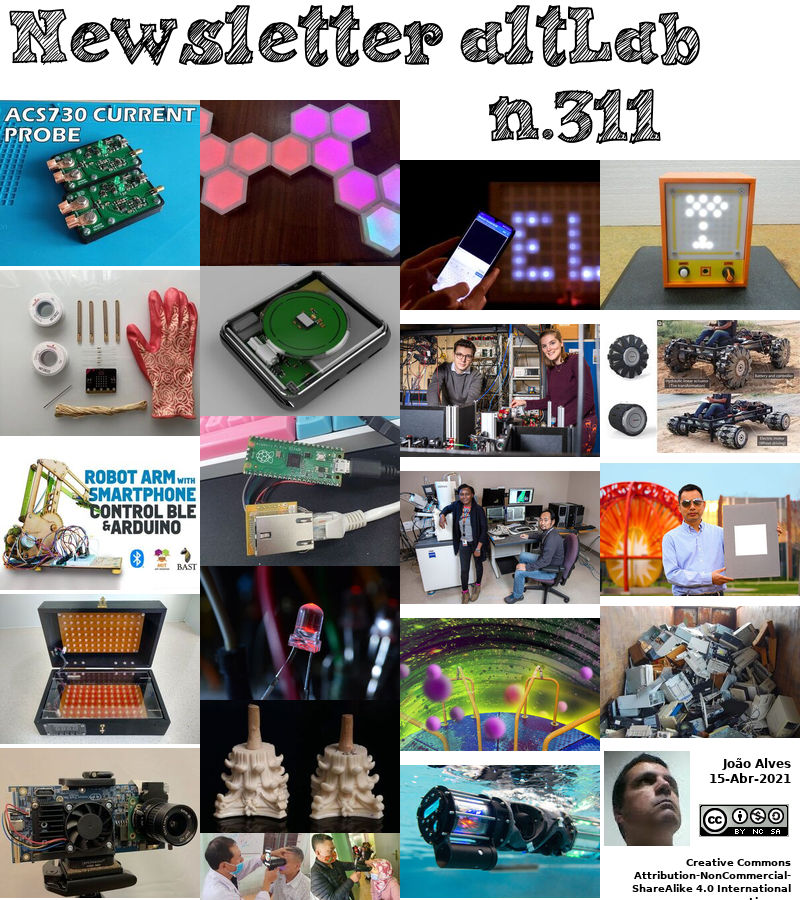 Newsletter altLab
n.311
ACS730 CURRENT
PROBE
EL
Hydraulic linear actuator
(Tire transformation)
Battery and controller
Electric motor
(Wheel driving)
ROBOT ARM WITH
SMARTPHONE
CONTROL BLE
& ARDUINO
BAST
João Alves
15-Abr-2021
cc
BY NC SA
Creative Commons
Attribution-NonCommercial-
ShareAlike 4.0 International